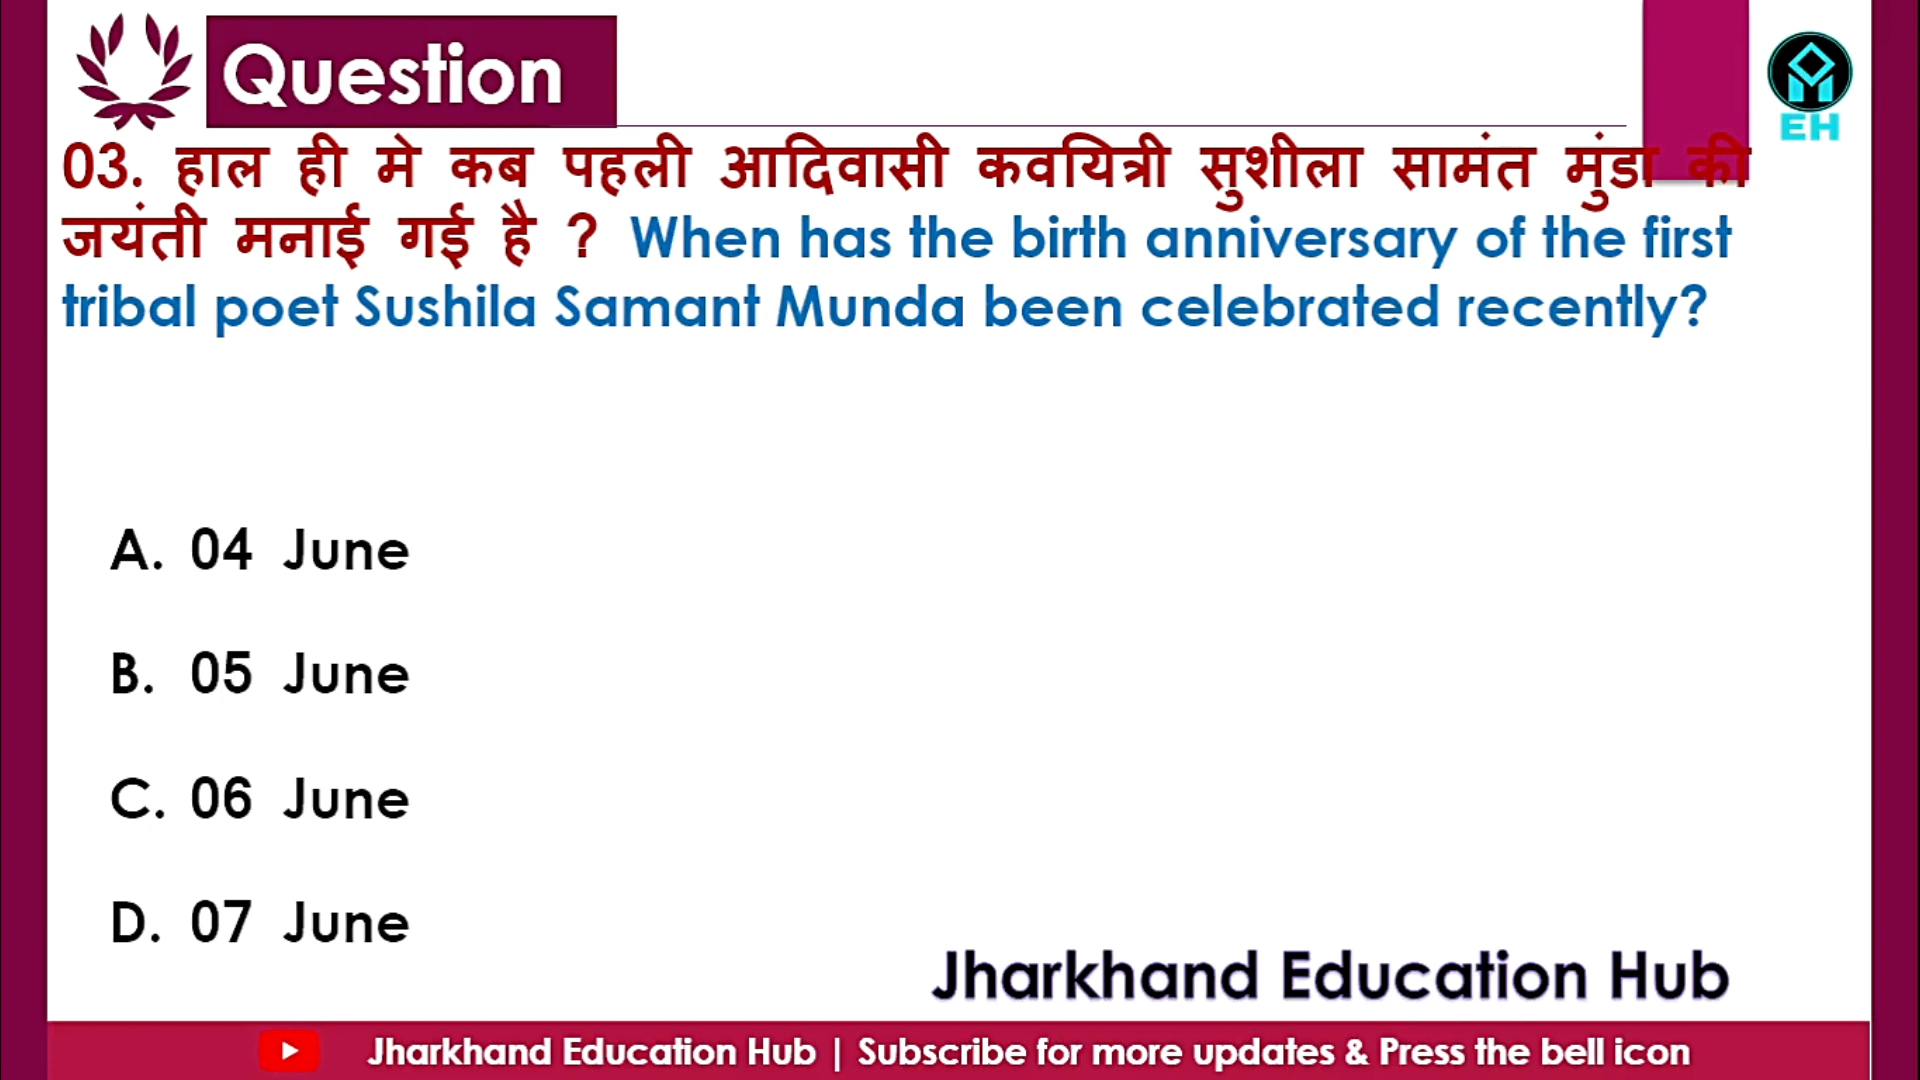 Question
EH
03. हाल ही मे कब पहली आदिवासी कवयित्री सुशीला सामंत मुंडा की
जयंती मनाई गई है ? When has the birth anniversary of the first
tribal poet Sushila Samant Munda been celebrated recently?
A. 04 June
B. 05 June
C. 06 June
D. 07 June
Jharkhand Education Hub
Jharkhand Education Hub | Subscribe for more updates & Press the bell icon